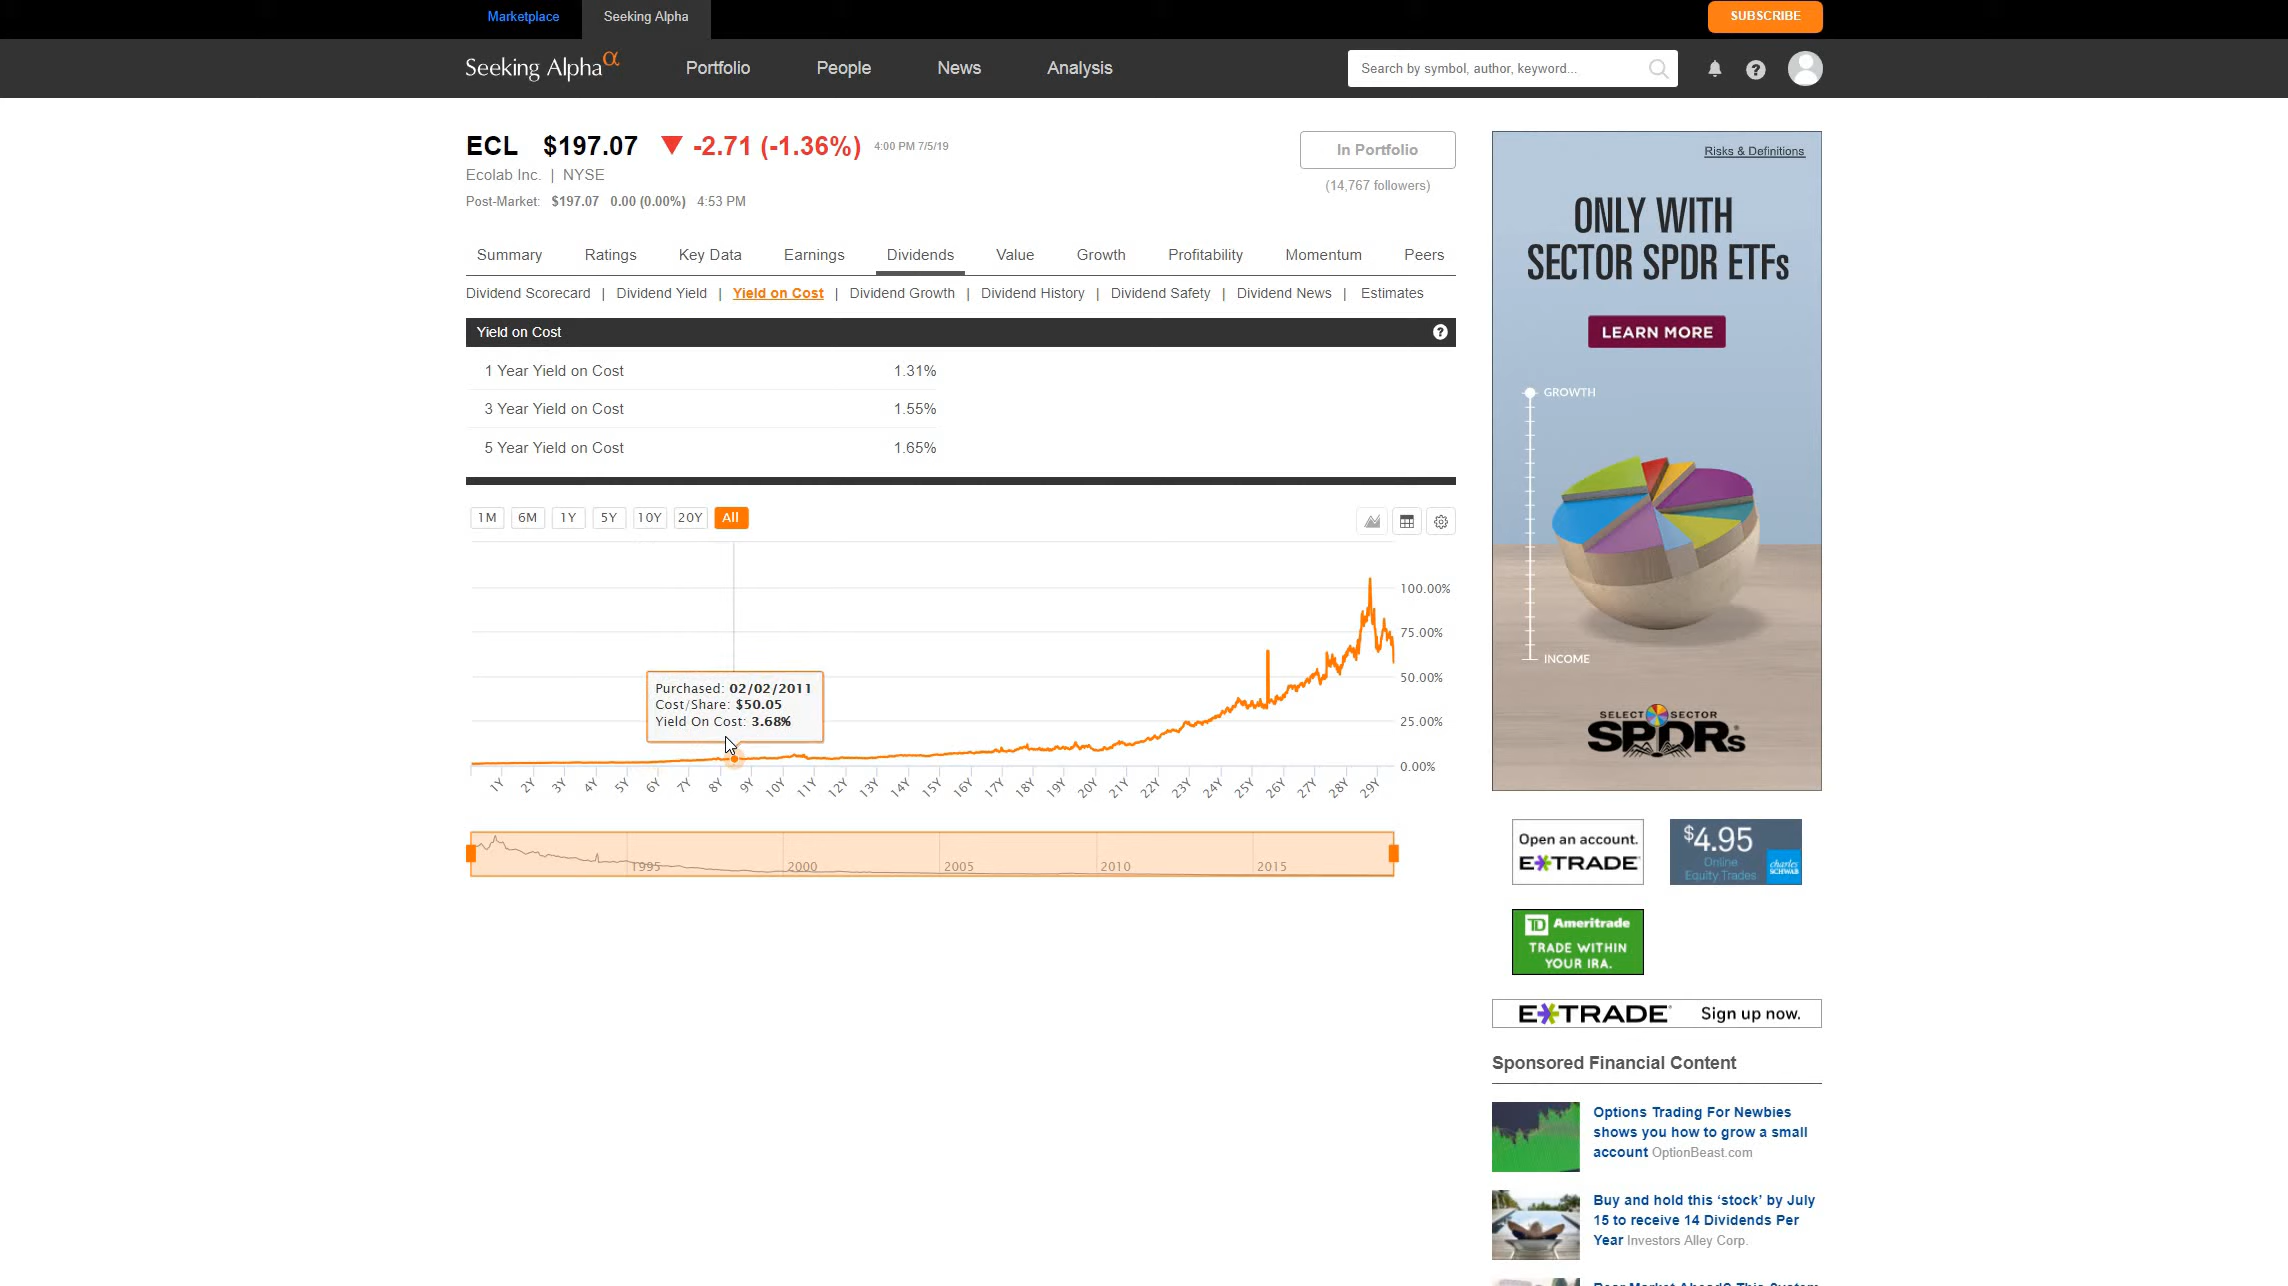 Marketplace
Seeking Alpha
SUBSCRIBE
Seeking Alphaα
Portfolio
People
News
Analysis
Search by symbol, author, keyword...
ECL $197.07 ▼ -2.71 (-1.36%) 4:00 PM 7/5/19
Ecolab Inc. | NYSE
Post-Market: $197.07 0.00 (0.00%) 4:53 PM
In Portfolio
(14,767 followers)
Summary Ratings Key Data Earnings Dividends Value Growth Profitability Momentum Peers
Dividend Scorecard | Dividend Yield | Yield on Cost | Dividend Growth | Dividend History | Dividend Safety | Dividend News | Estimates
Yield on Cost
?
1 Year Yield on Cost 1.31%
3 Year Yield on Cost 1.55%
5 Year Yield on Cost 1.65%
1M 6M 1Y 5Y 10Y 20Y All
100.00%
75.00%
50.00%
25.00%
0.00%
Purchased: 02/02/2011
Cost/Share: $50.05
Yield On Cost: 3.68%
1Y 2Y 3Y 4Y 5Y 6Y 7Y 8Y 9Y 10Y 11Y 12Y 13Y 14Y 15Y 16Y 17Y 18Y 19Y 20Y 21Y 22Y 23Y 24Y 25Y 26Y 27Y 28Y 29Y
1995 2000 2005 2010 2015
Risks & Definitions
ONLY WITH
SECTOR SPDR ETFs
LEARN MORE
GROWTH
INCOME
SELECT SECTOR
SPDRs
Open an account.
E*TRADE
$4.95
Online
Equity Trades
charles
SCHWAB
TD Ameritrade
TRADE WITHIN
YOUR IRA.
E*TRADE Sign up now.
Sponsored Financial Content
Options Trading For Newbies
shows you how to grow a small
account OptionBeast.com
Buy and hold this ‘stock’ by July
15 to receive 14 Dividends Per
Year Investors Alley Corp.